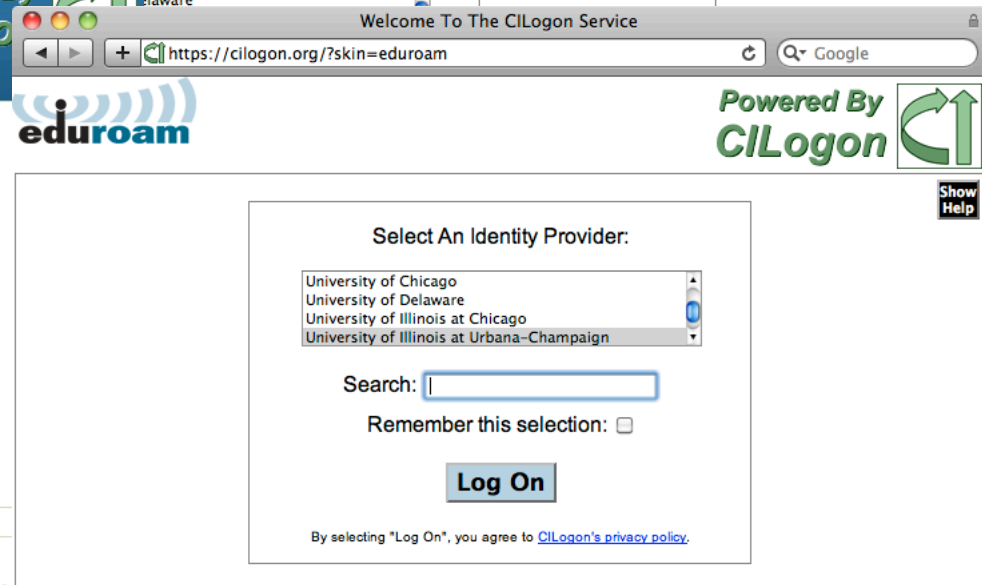 elaware
Welcome To The CILogon Service
https://cilogon.org/?skin=eduroam
Google
eduroam
Powered By
CILogon
Show
Help
Select An Identity Provider:
University of Chicago
University of Delaware
University of Illinois at Chicago
University of Illinois at Urbana-Champaign
Search:
Remember this selection:
Log On
By selecting "Log On", you agree to CILogon's privacy policy.